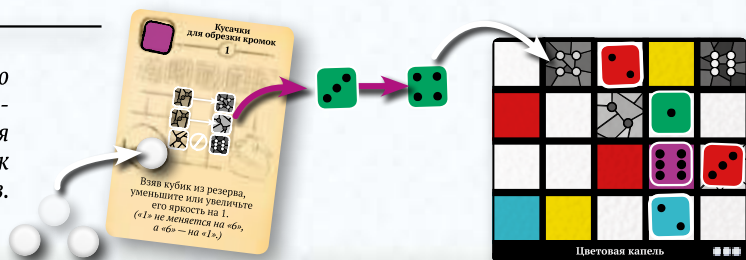 о
-
я
к
в.
Кусачки
для обрезки кромок
1
Взяв кубик из резерва,
уменьшите или увеличьте
его яркость на 1.
(«1» не меняется на «6»,
а «6» — на «1».)
Цветовая капель